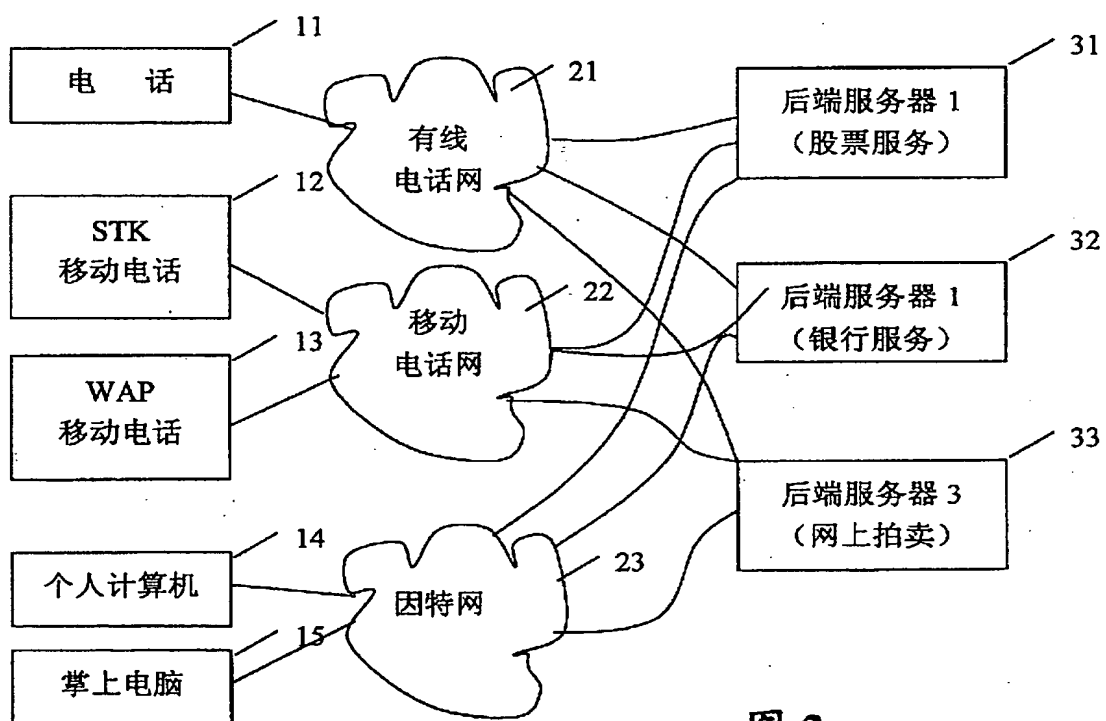 11
电 话
STK
移动电话
12
WAP
移动电话
13
个人计算机
14
掌上电脑
15
有线
电话网
21
移动
电话网
22
因特网
23
后端服务器 1
（股票服务）
31
后端服务器 1
（银行服务）
32
后端服务器 3
（网上拍卖）
33